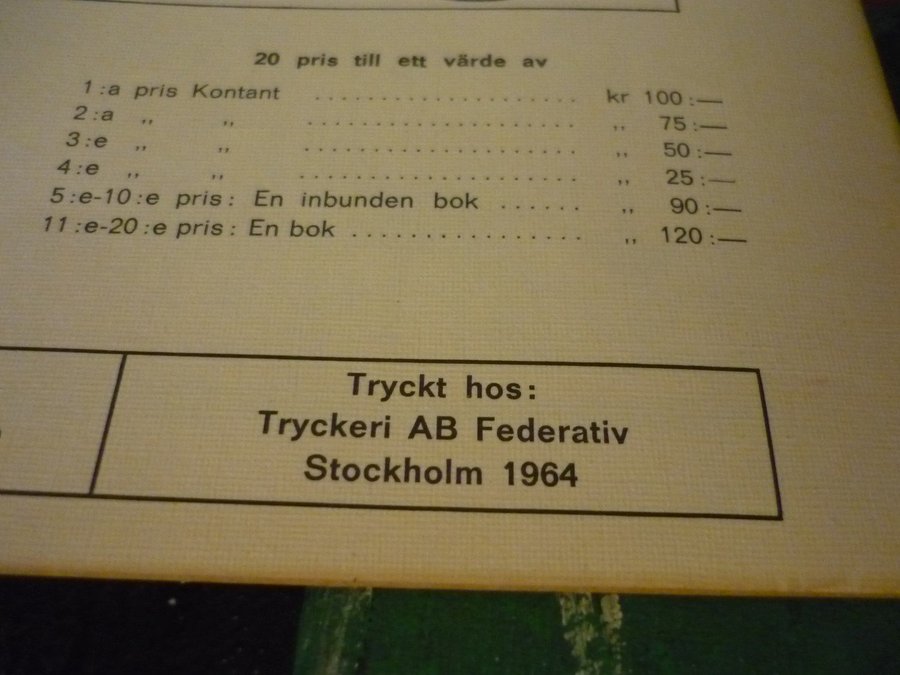 20 pris till ett värde av
1:a pris Kontant .................... kr 100:—
2:a ,, ,, .................... ,, 75:—
3:e ,, ,, .................... ,, 50:—
4:e ,, ,, .................... ,, 25:—
5:e-10:e pris: En inbunden bok ...... ,, 90:—
11:e-20:e pris: En bok ................. ,, 120:—
Tryckt hos:
Tryckeri AB Federativ
Stockholm 1964